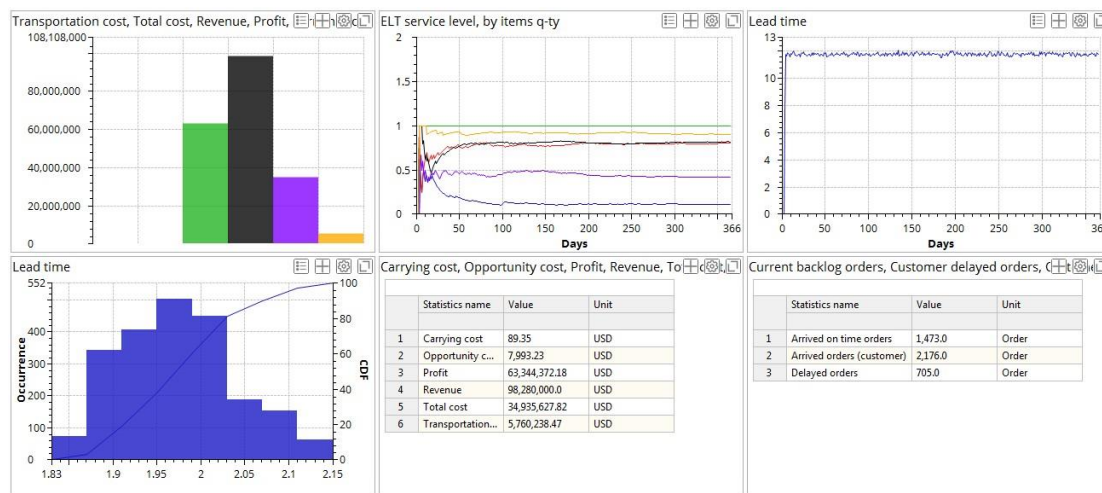 Transportation cost, Total cost, Revenue, Profit,
108,108,000
80,000,000
60,000,000
40,000,000
20,000,000
0
ELT service level, by items q-ty
2
1.5
1
0.5
0
0 50 100 150 200 250 300 366
Days
Lead time
13
12
10
8
6
4
2
0
0 50 100 150 200 250 300 366
Days
Lead time
552
400
300
200
100
0
Occurrence
100
80
60
40
20
0
CDF
1.83 1.9 1.95 2 2.05 2.1 2.15
Carrying cost, Opportunity cost, Profit, Revenue,
Statistics name Value Unit
1 Carrying cost 89.35 USD
2 Opportunity c... 7,993.23 USD
3 Profit 63,344,372.18 USD
4 Revenue 98,280,000.0 USD
5 Total cost 34,935,627.82 USD
6 Transportation... 5,760,238.47 USD
Current backlog orders, Customer delayed orders,
Statistics name Value Unit
1 Arrived on time orders 1,473.0 Order
2 Arrived orders (customer) 2,176.0 Order
3 Delayed orders 705.0 Order